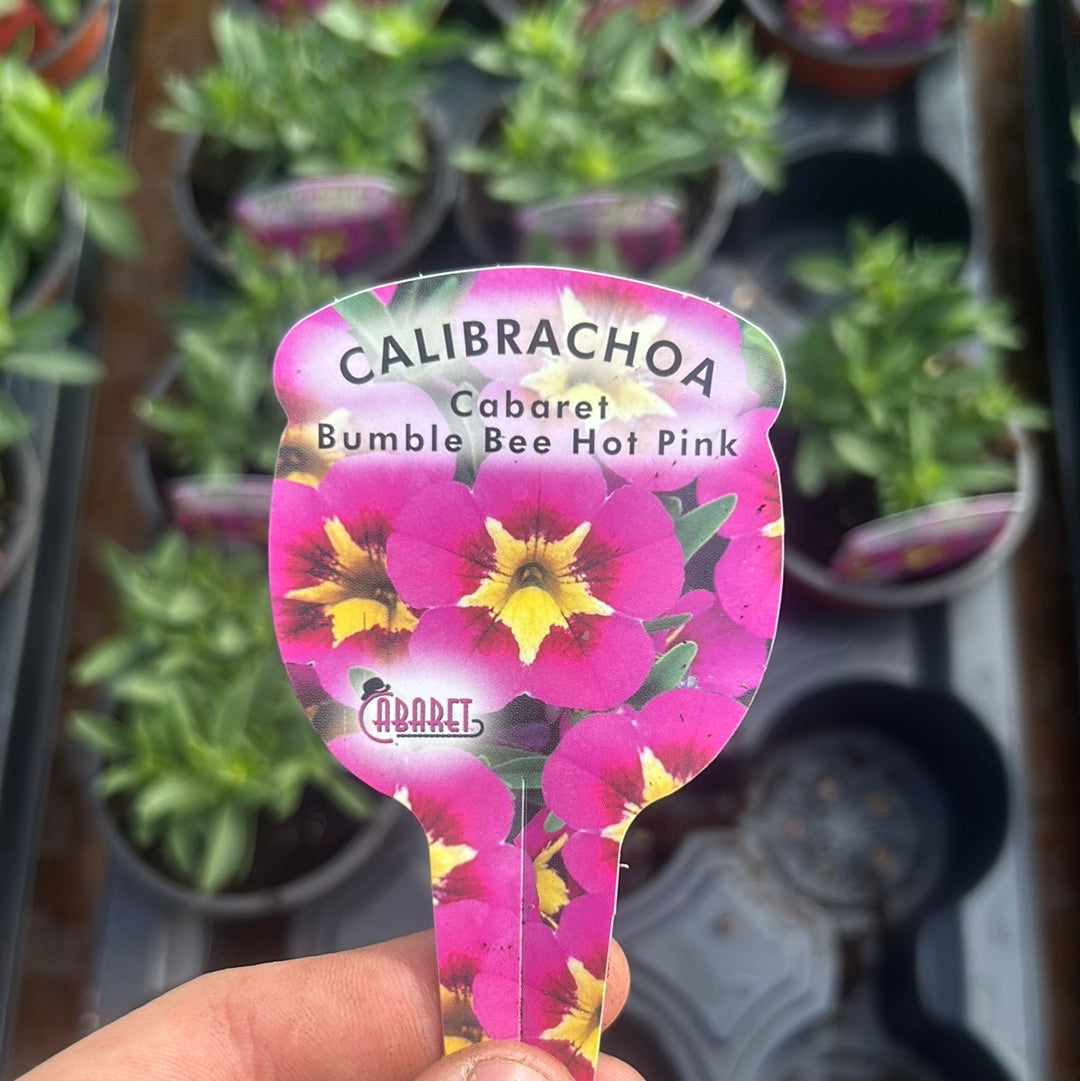 CALIBRACHOA
Cabaret
Bumble Bee Hot Pink
CABARET